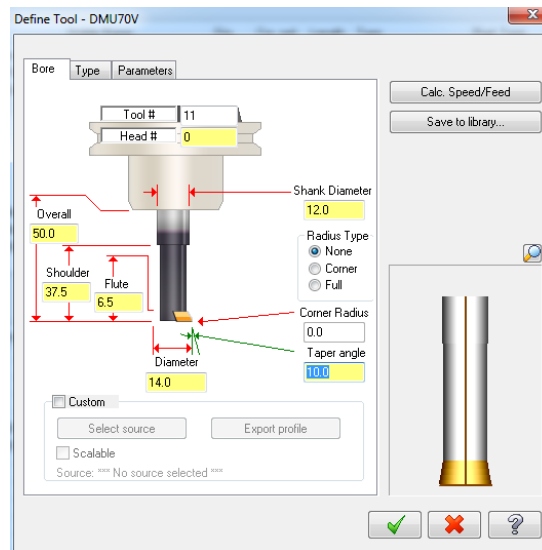 Define Tool - DMU70V
Bore Type Parameters
Calc. Speed/Feed
Save to library...
Tool # 11
Head # 0
Shank Diameter
12.0
Overall
50.0
Radius Type
None
Corner
Full
Shoulder
37.5
Flute
6.5
Corner Radius
0.0
Taper angle
10.0
Diameter
14.0
Custom
Select source Export profile
Scalable
Source: *** No source selected ***